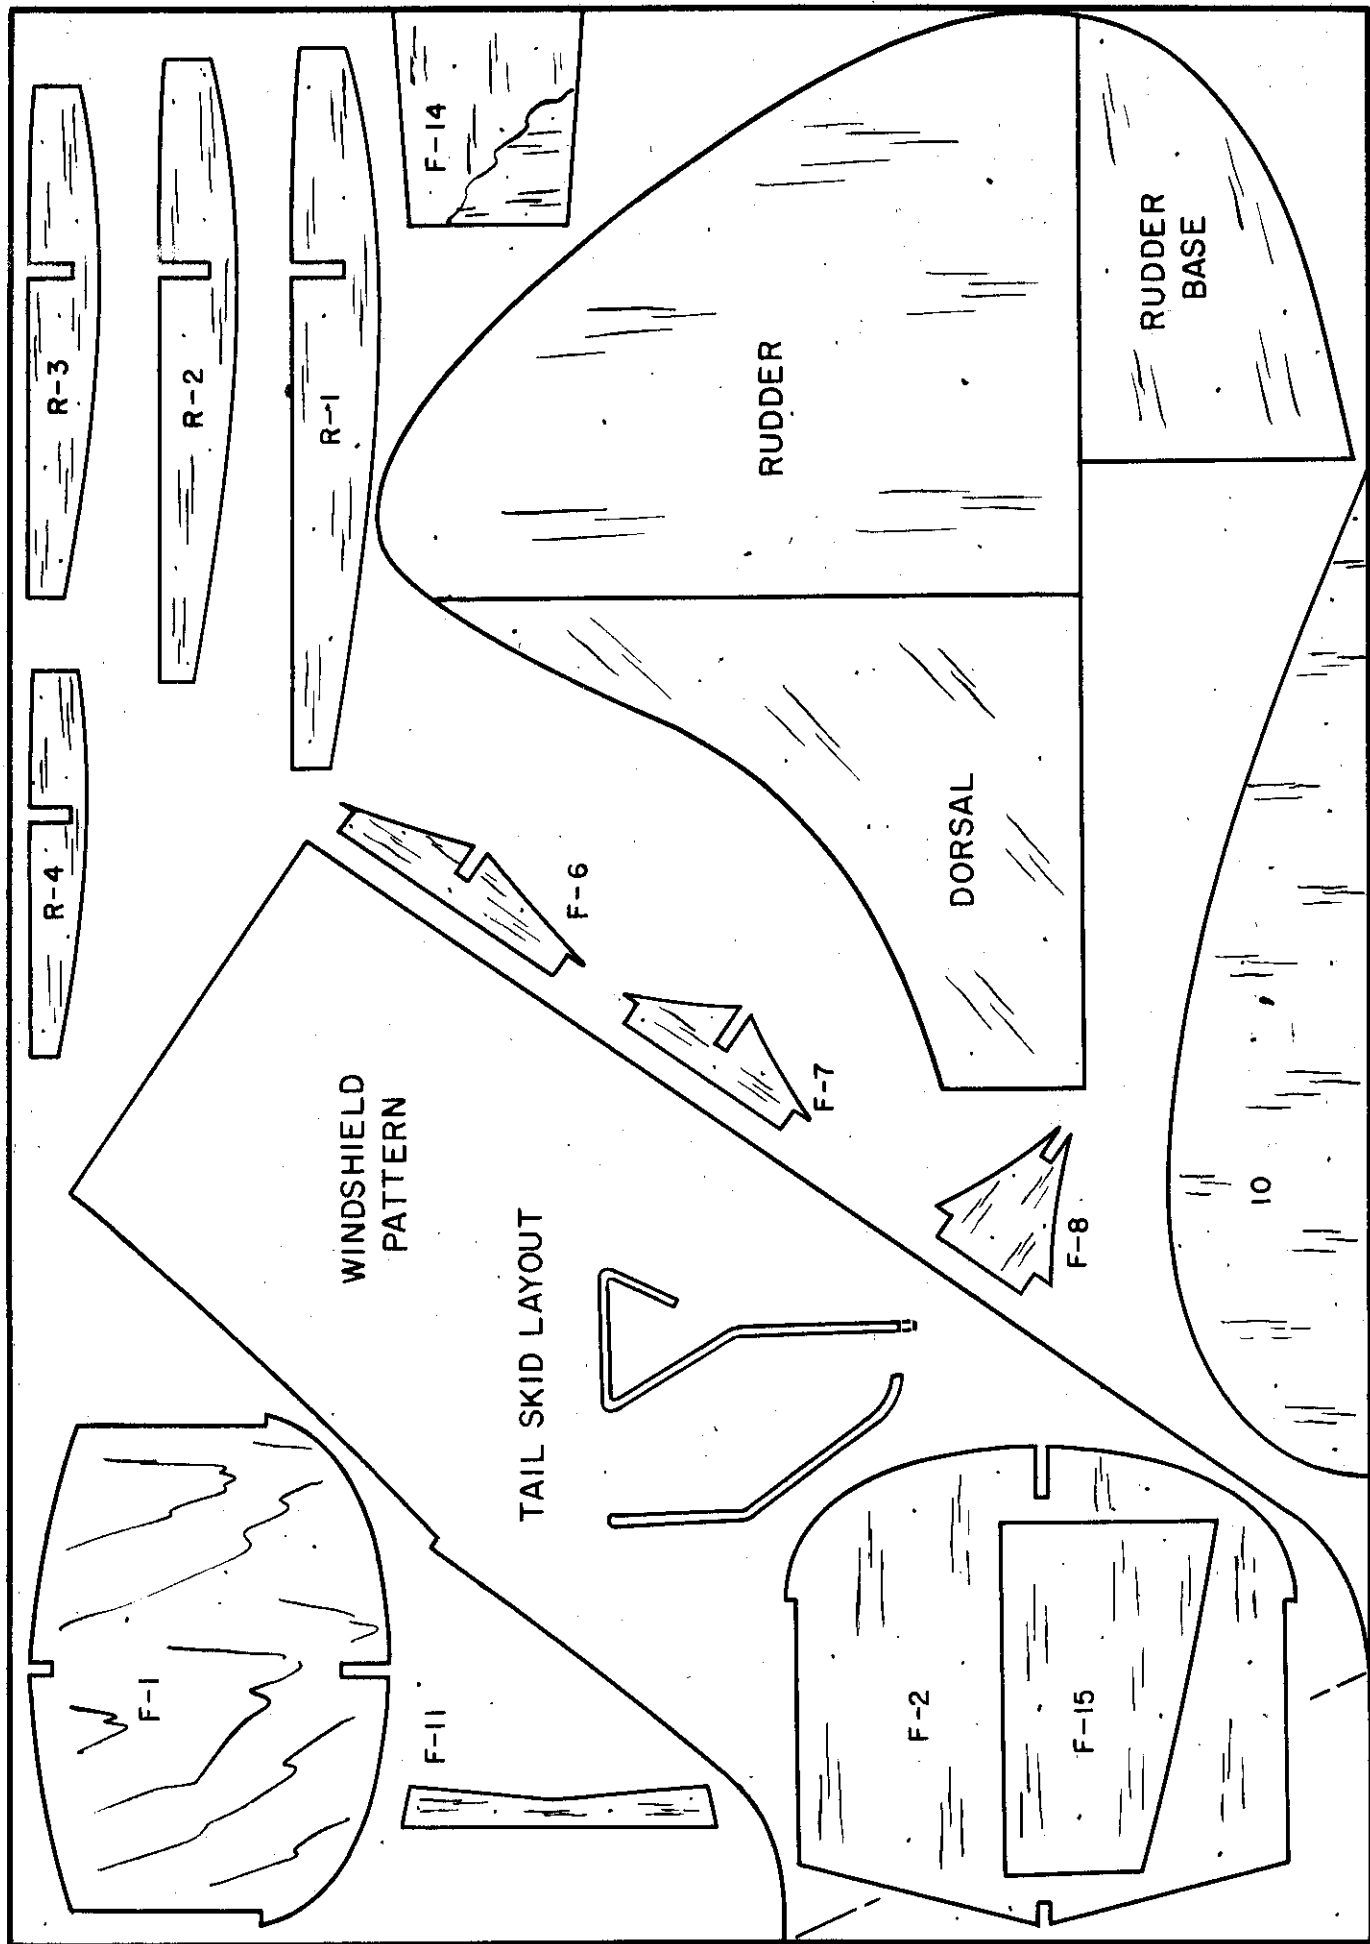 R-3
R-2
R-1
F-14
R-4
RUDDER
RUDDER
BASE
DORSAL
F-6
F-7
F-8
WINDSHIELD
PATTERN
TAIL SKID LAYOUT
10
F-1
F-11
F-2
F-15